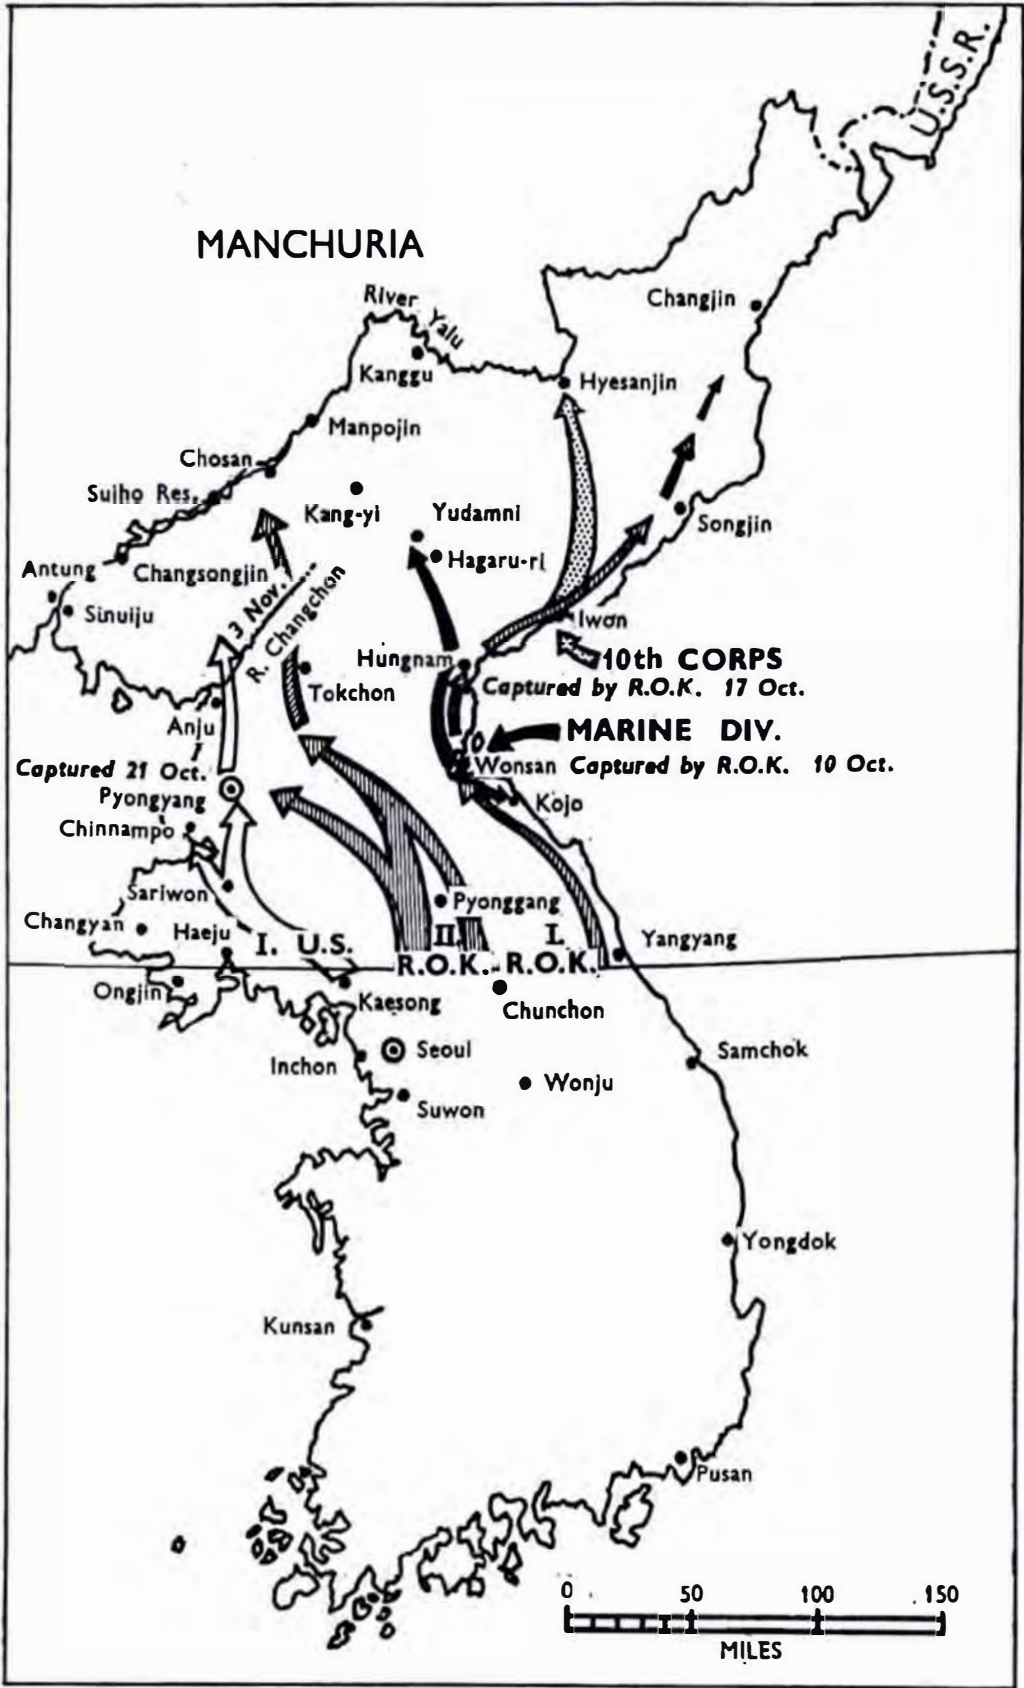 U.S.S.R.
MANCHURIA
River Yalu
Changjin
Kanggu
Hyesanjin
Manpojin
Chosan
Suiho Res.
Kang-yi
Yudamni
Songjin
Hagaru-ri
Antung
Changsongjin
Sinuiju
3 Nov.
R. Changchon
Iwon
Hungnam
10th CORPS
Captured by R.O.K. 17 Oct.
Tokchon
Anju
MARINE DIV.
Captured 21 Oct.
Wonsan Captured by R.O.K. 10 Oct.
Pyongyang
Kojo
Chinnampo
Sariwon
Pyonggang
Changyan
Haeju
I. U.S.
II
I.
Yangyang
R.O.K.
R.O.K.
Ongjin
Kaesong
Chunchon
Inchon
Seoul
Samchok
Wonju
Suwon
Yongdok
Kunsan
Pusan
0 50 100 150
MILES